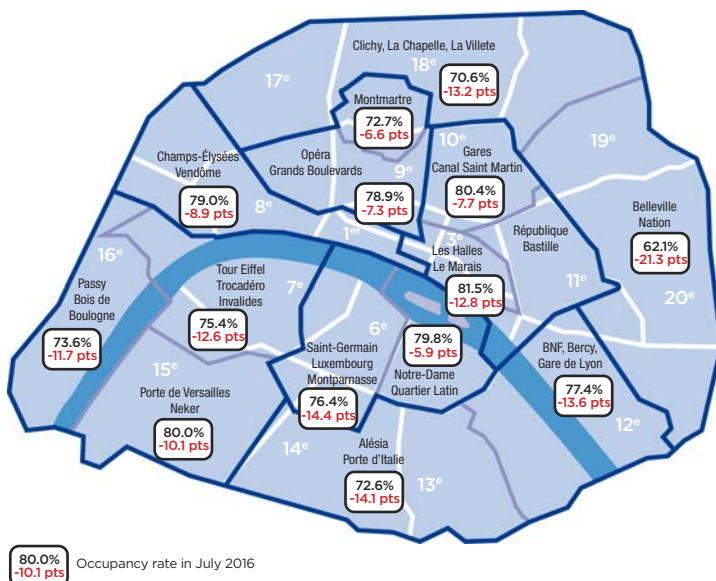 Clichy, La Chapelle, La Villete
18e
70.6%
-13.2 pts
17e
Montmartre
72.7%
-6.6 pts
10e
19e
Champs-Élysées
Vendôme
79.0%
-8.9 pts
8e
Opéra
Grands Boulevards
9e
78.9%
-7.3 pts
Gares
Canal Saint Martin
80.4%
-7.7 pts
Belleville
Nation
62.1%
-21.3 pts
20e
République
Bastille
11e
1er
3e
Les Halles
Le Marais
81.5%
-12.8 pts
16e
Passy
Bois de
Boulogne
73.6%
-11.7 pts
Tour Eiffel
Trocadéro
Invalides
7e
75.4%
-12.6 pts
6e
Saint-Germain
Luxembourg
Montparnasse
76.4%
-14.4 pts
79.8%
-5.9 pts
Notre-Dame
Quartier Latin
BNF, Bercy,
Gare de Lyon
77.4%
-13.6 pts
12e
15e
Porte de Versailles
Neker
80.0%
-10.1 pts
14e
Alésia
Porte d'Italie
72.6%
-14.1 pts
13e
80.0%
-10.1 pts
Occupancy rate in July 2016